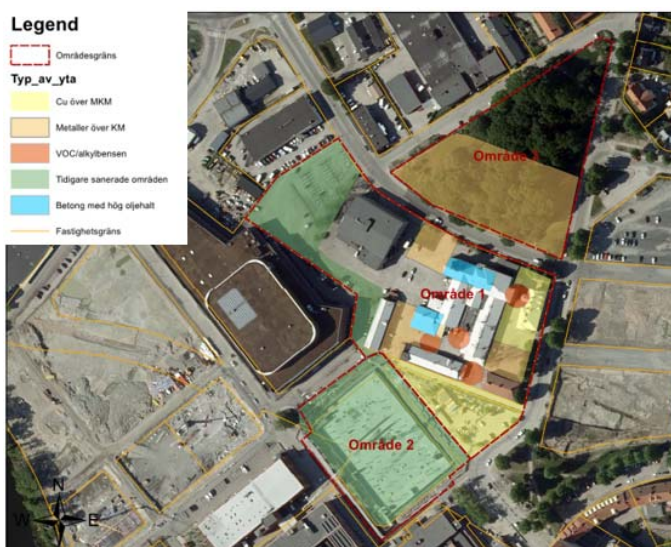 Legend
Områdesgräns
Typ_av_yta
Cu över MKM
Metaller över KM
VOC/alkylbensen
Tidigare sanerade områden
Betong med hög oljehalt
Fastighetsgräns
Område 3
Område 1
Område 2
N
W
E
S